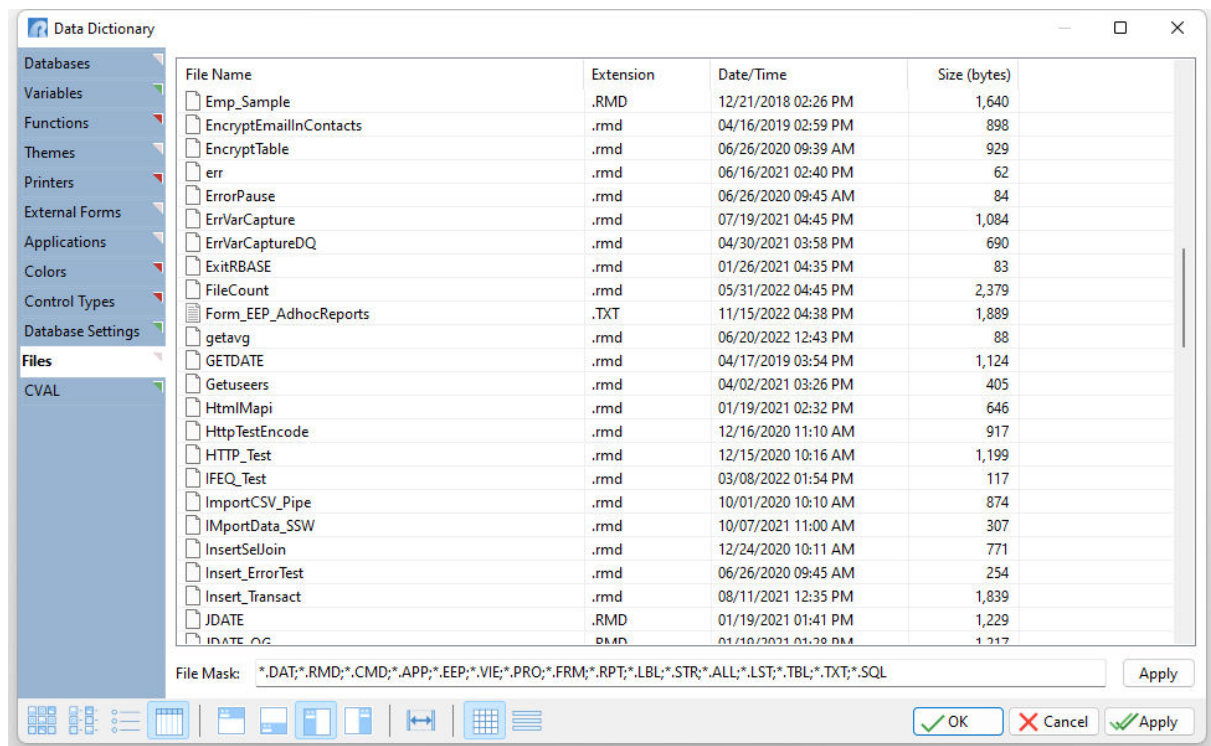 Data Dictionary
Databases
Variables
Functions
Themes
Printers
External Forms
Applications
Colors
Control Types
Database Settings
Files
CVAL
File Name Extension Date/Time Size (bytes)
Emp_Sample .RMD 12/21/2018 02:26 PM 1,640
EncryptEmailInContacts .rmd 04/16/2019 02:59 PM 898
EncryptTable .rmd 06/26/2020 09:39 AM 929
err .rmd 06/16/2021 02:40 PM 62
ErrorPause .rmd 06/26/2020 09:45 AM 84
ErrVarCapture .rmd 07/19/2021 04:45 PM 1,084
ErrVarCaptureDQ .rmd 04/30/2021 03:58 PM 690
ExitRBASE .rmd 01/26/2021 04:35 PM 83
FileCount .rmd 05/31/2022 04:45 PM 2,379
Form_EEP_AdhocReports .TXT 11/15/2022 04:38 PM 1,889
getavg .rmd 06/20/2022 12:43 PM 88
GETDATE .rmd 04/17/2019 03:54 PM 1,124
Getuseers .rmd 04/02/2021 03:26 PM 405
HtmlMapi .rmd 01/19/2021 02:32 PM 646
HttpTestEncode .rmd 12/16/2020 11:10 AM 917
HTTP_Test .rmd 12/15/2020 10:16 AM 1,199
IFEQ_Test .rmd 03/08/2022 01:54 PM 117
ImportCSV_Pipe .rmd 10/01/2020 10:10 AM 874
IMportData_SSW .rmd 10/07/2021 11:00 AM 307
InsertSelJoin .rmd 12/24/2020 10:11 AM 771
Insert_ErrorTest .rmd 06/26/2020 09:45 AM 254
Insert_Transact .rmd 08/11/2021 12:35 PM 1,839
JDATE .RMD 01/19/2021 01:41 PM 1,229
JDATE_OG .RMD 01/19/2021 01:28 PM 1,217
File Mask: *.DAT;*.RMD;*.CMD;*.APP;*.EEP;*.VIE;*.PRO;*.FRM;*.RPT;*.LBL;*.STR;*.ALL;*.LST;*.TBL;*.TXT;*.SQL Apply
OK Cancel Apply